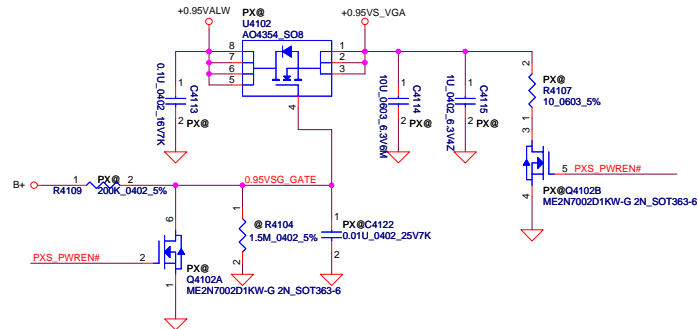 +0.95VALW
PX@
U4102
AO4354_SO8
+0.95VS_VGA
8
7
6
5
1
2
3
4
0.1U_0402_16V7K
1
2
C4113
PX@
10U_0603_6.3V6M
1
2
C4114
PX@
1U_0402_6.3V4Z
1
2
C4115
PX@
2
PX@
R4107
10_0603_5%
1
3
5
PXS_PWREN#
4
PX@Q4102B
ME2N7002D1KW-G 2N_SOT363-6
B+
1
2
R4109
PX@
200K_0402_5%
0.95VSG_GATE
6
PXS_PWREN#
2
1
PX@
Q4102A
ME2N7002D1KW-G 2N_SOT363-6
1
@ R4104
1.5M_0402_5%
2
1
PX@C4122
0.01U_0402_25V7K
2